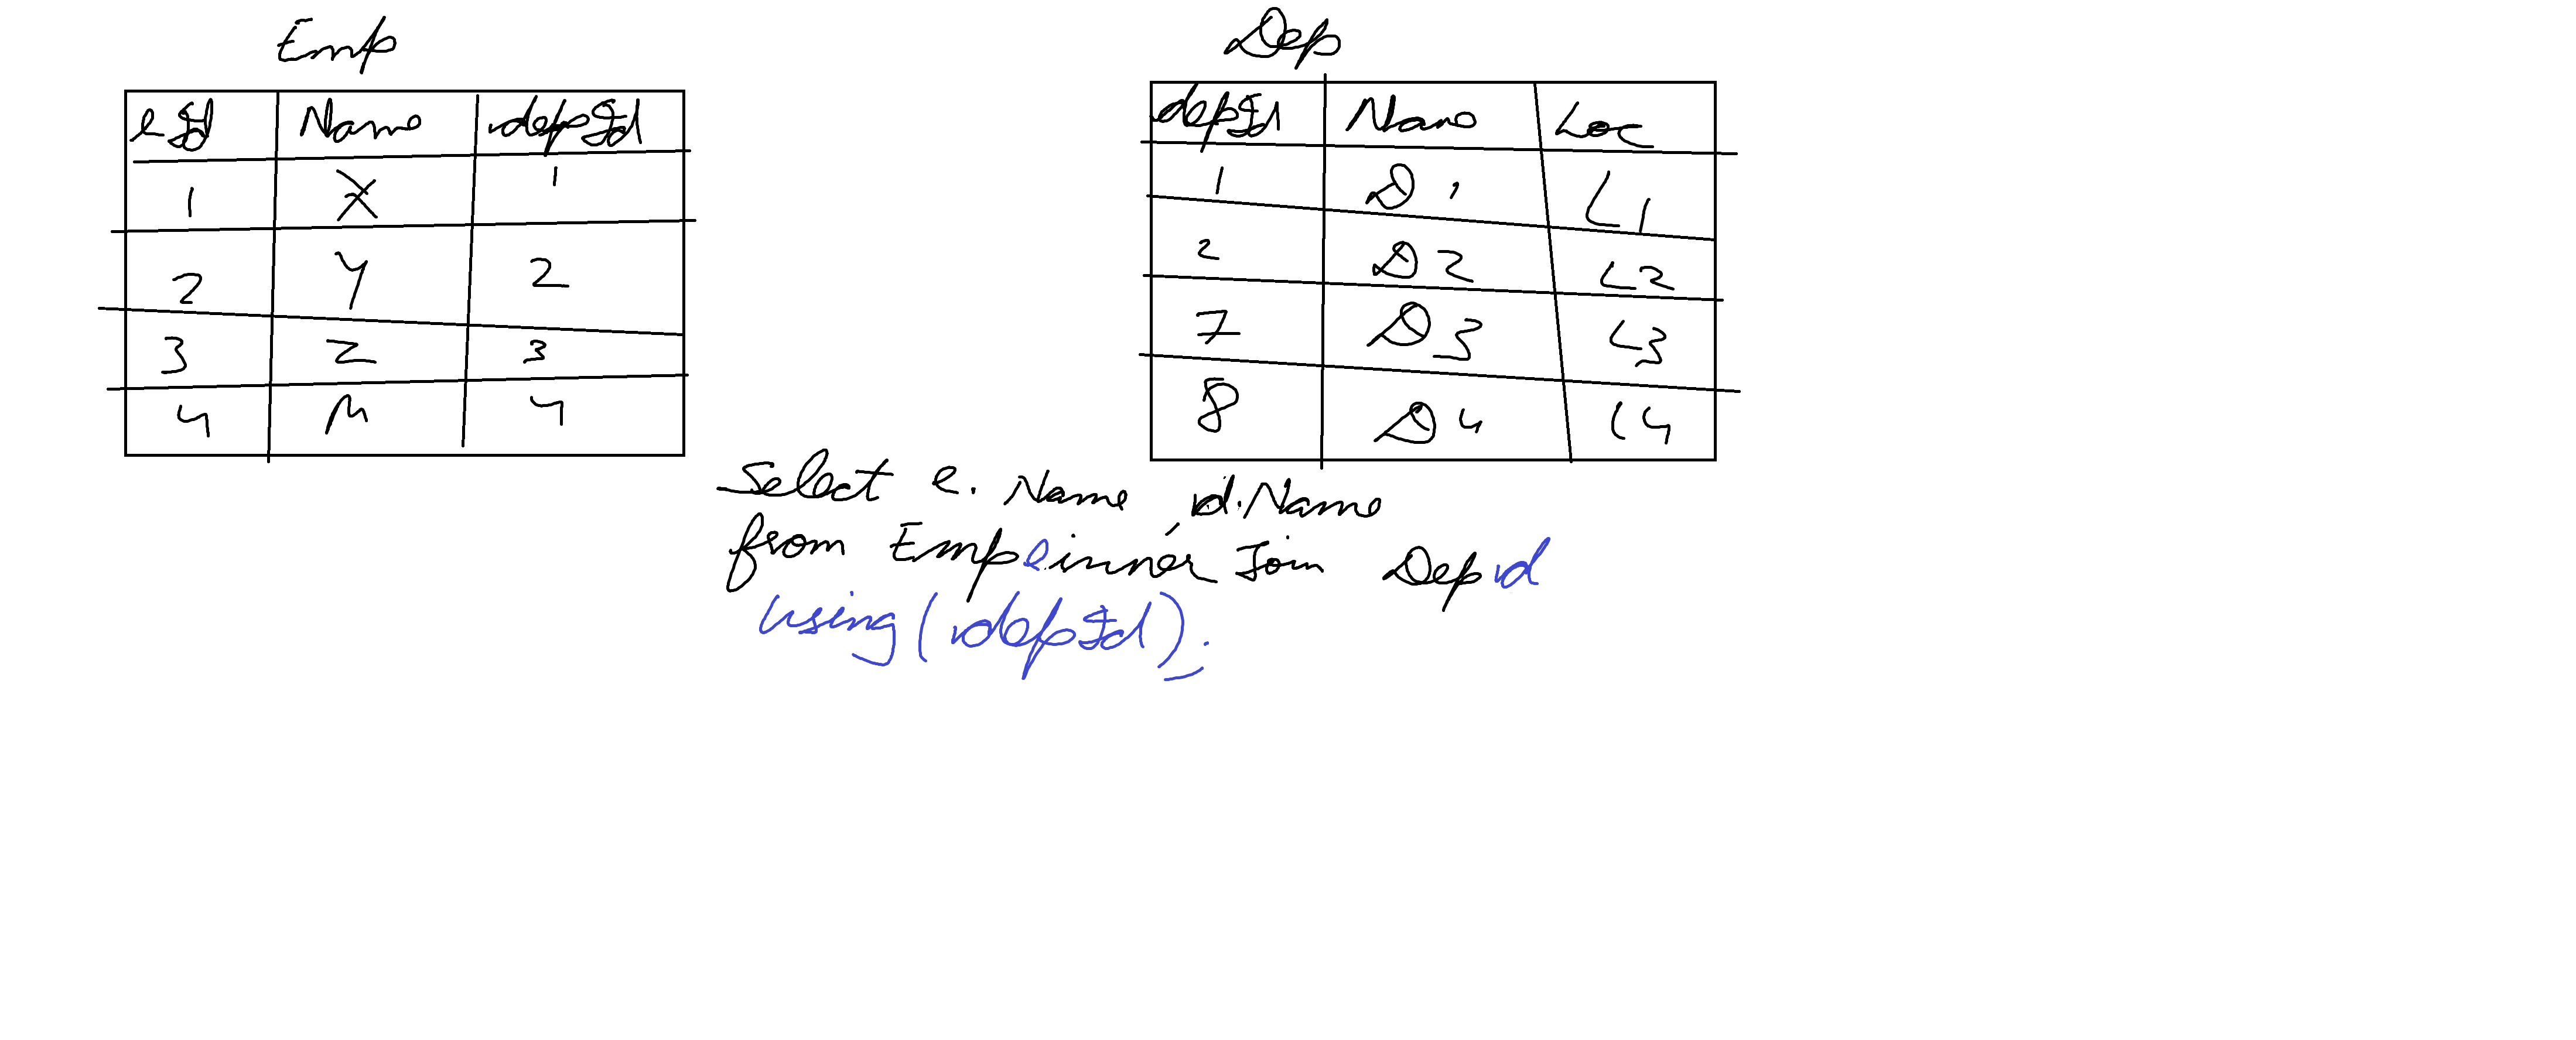 Emp
eId Name depId
1 X 1
2 Y 2
3 Z 3
4 M 4
Dep
depId Name Loc
1 D1 L1
2 D2 L2
7 D3 L3
8 D4 L4
Select e.Name, d.Name
from Emp e inner Join Dep d
using(depId);